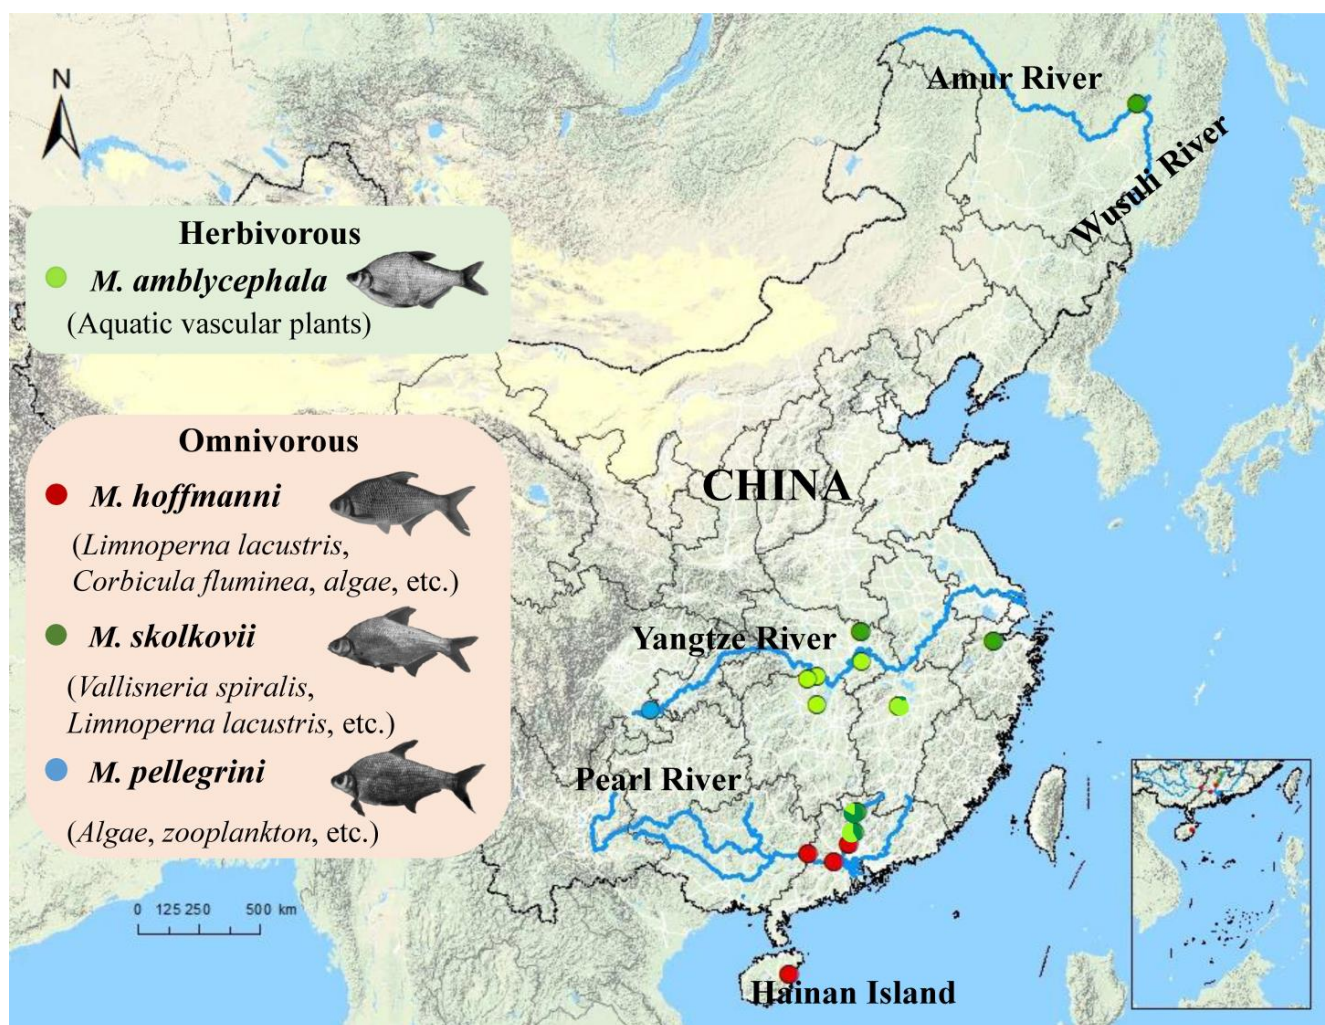 N
Amur River
Wusuli River
Herbivorous
M. amblycephala
(Aquatic vascular plants)
Omnivorous
M. hoffmanni
(Limnoperna lacustris,
Corbicula fluminea, algae, etc.)
M. skolkovii
(Vallisneria spiralis,
Limnoperna lacustris, etc.)
M. pellegrini
(Algae, zooplankton, etc.)
CHINA
Yangtze River
Pearl River
0 125 250 500 km
Hainan Island